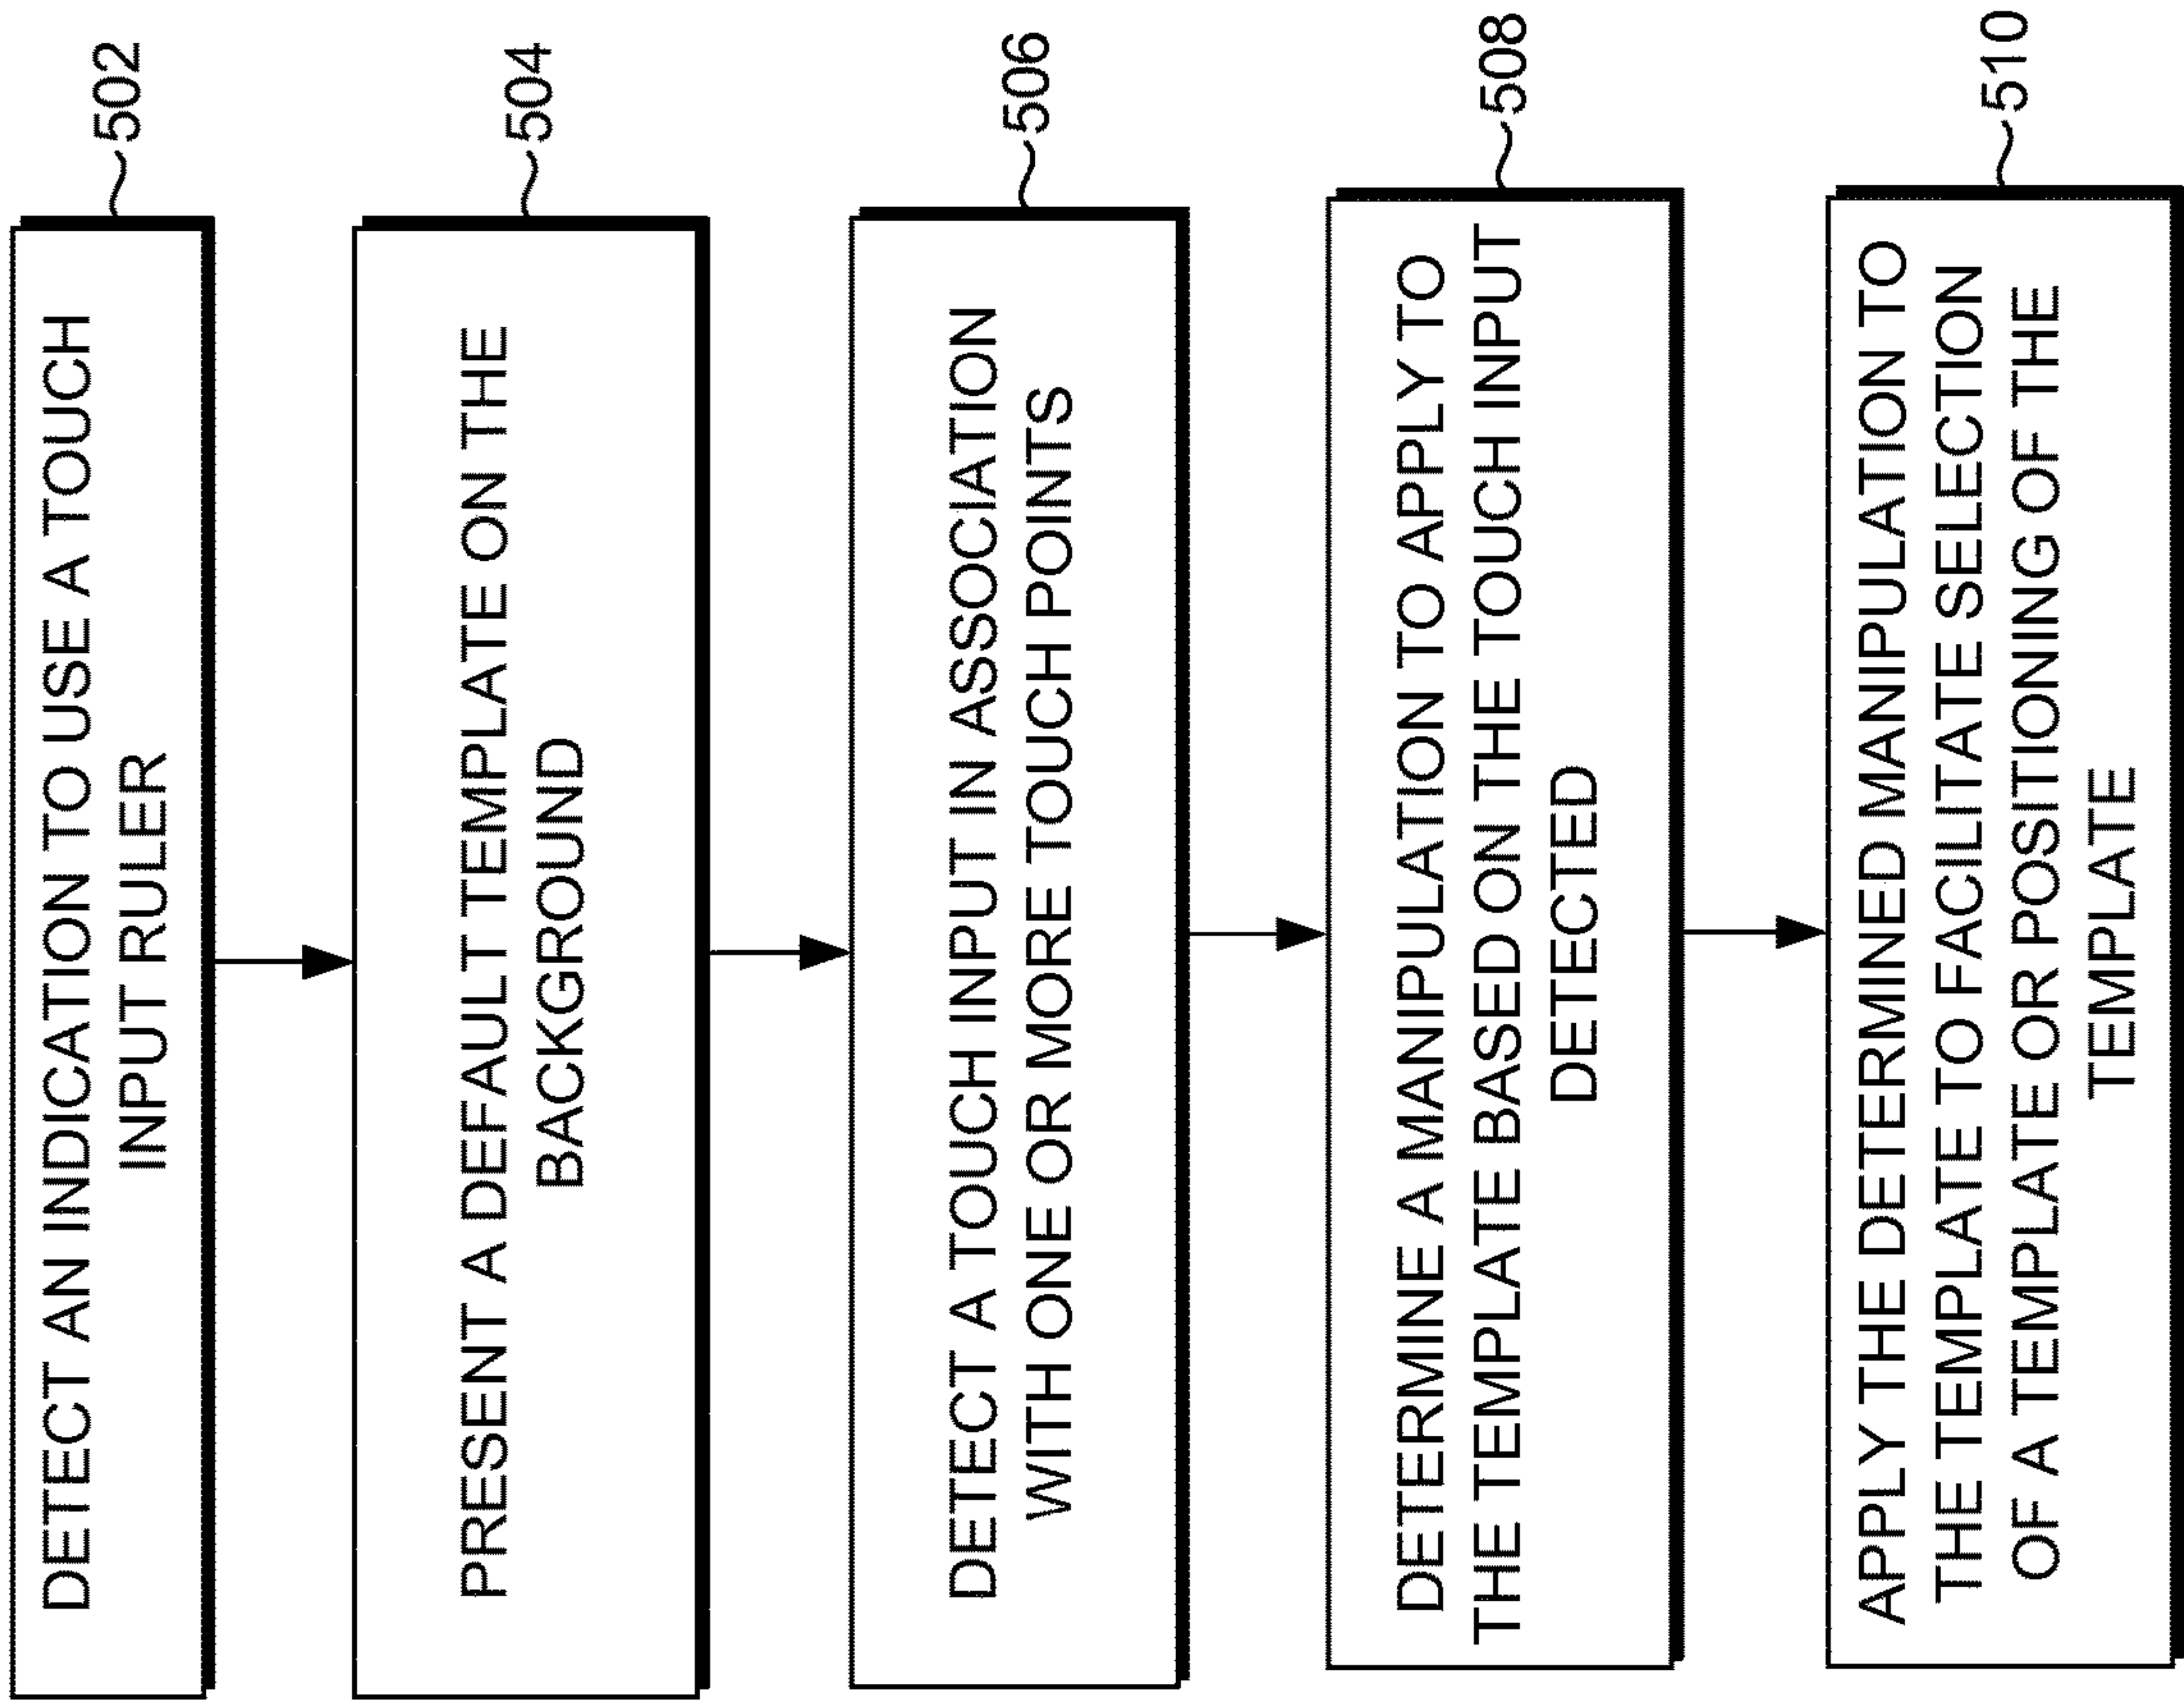 DETECT AN INDICATION TO USE A TOUCH
INPUT RULER
502
PRESENT A DEFAULT TEMPLATE ON THE
BACKGROUND
504
DETECT A TOUCH INPUT IN ASSOCIATION
WITH ONE OR MORE TOUCH POINTS
506
DETERMINE A MANIPULATION TO APPLY TO
THE TEMPLATE BASED ON THE TOUCH INPUT
DETECTED
508
APPLY THE DETERMINED MANIPULATION TO
THE TEMPLATE TO FACILITATE SELECTION
OF A TEMPLATE OR POSITIONING OF THE
TEMPLATE
510